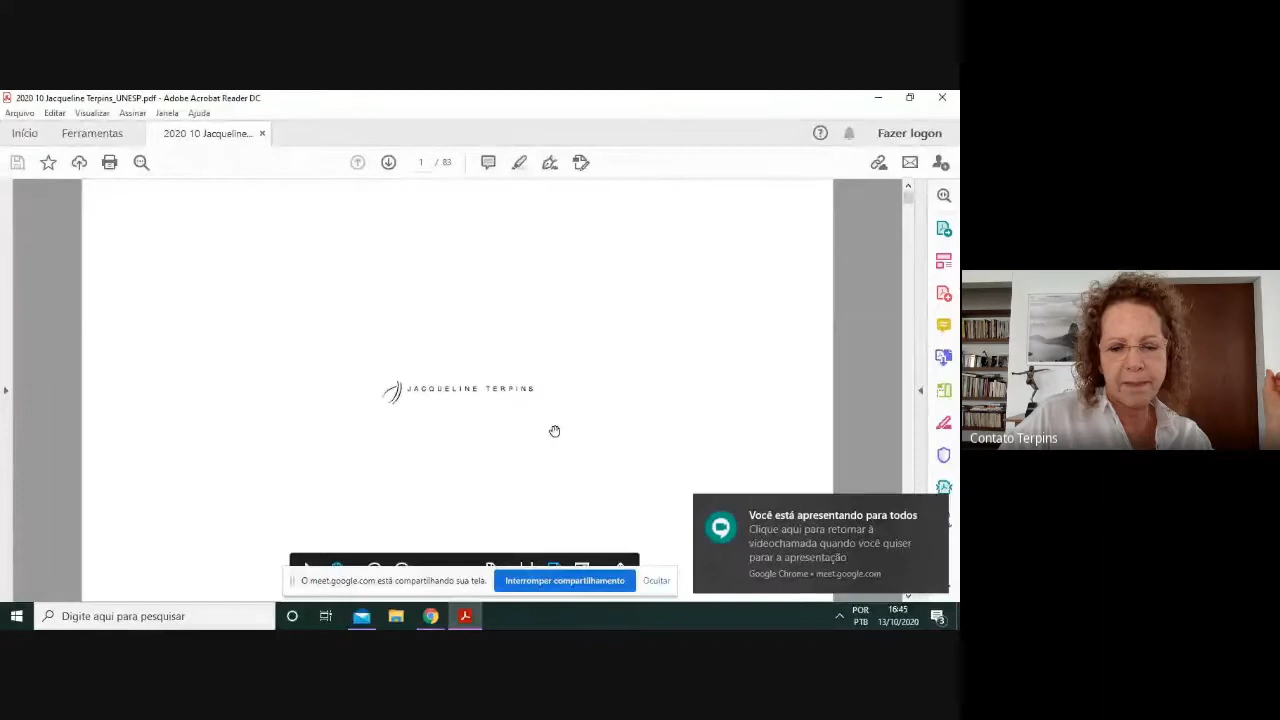 2020 10 Jacqueline Terpins_UNESP.pdf - Adobe Acrobat Reader DC
Arquivo Editar Visualizar Assinar Janela Ajuda
Início Ferramentas 2020 10 Jacqueline... Fazer logon
1 / 83
JACQUELINE TERPINS
Contato Terpins
Você está apresentando para todos
Clique aqui para retornar à
videochamada quando você quiser
parar a apresentação
Google Chrome • meet.google.com
O meet.google.com está compartilhando sua tela. Interromper compartilhamento Ocultar
Digite aqui para pesquisar
POR
PTB
16:45
13/10/2020
3